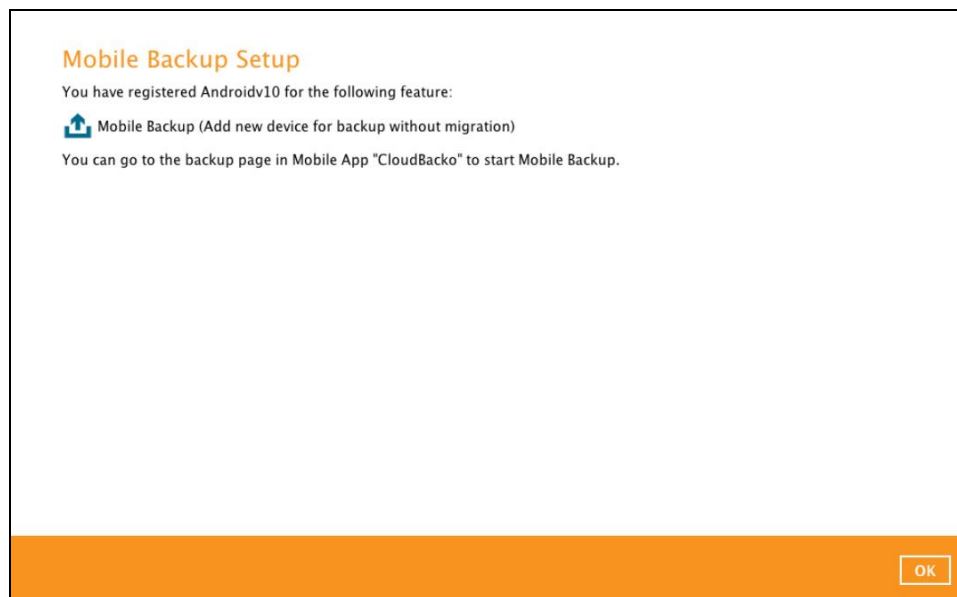 Mobile Backup Setup
You have registered Androidv10 for the following feature:
Mobile Backup (Add new device for backup without migration)
You can go to the backup page in Mobile App "CloudBacko" to start Mobile Backup.
OK